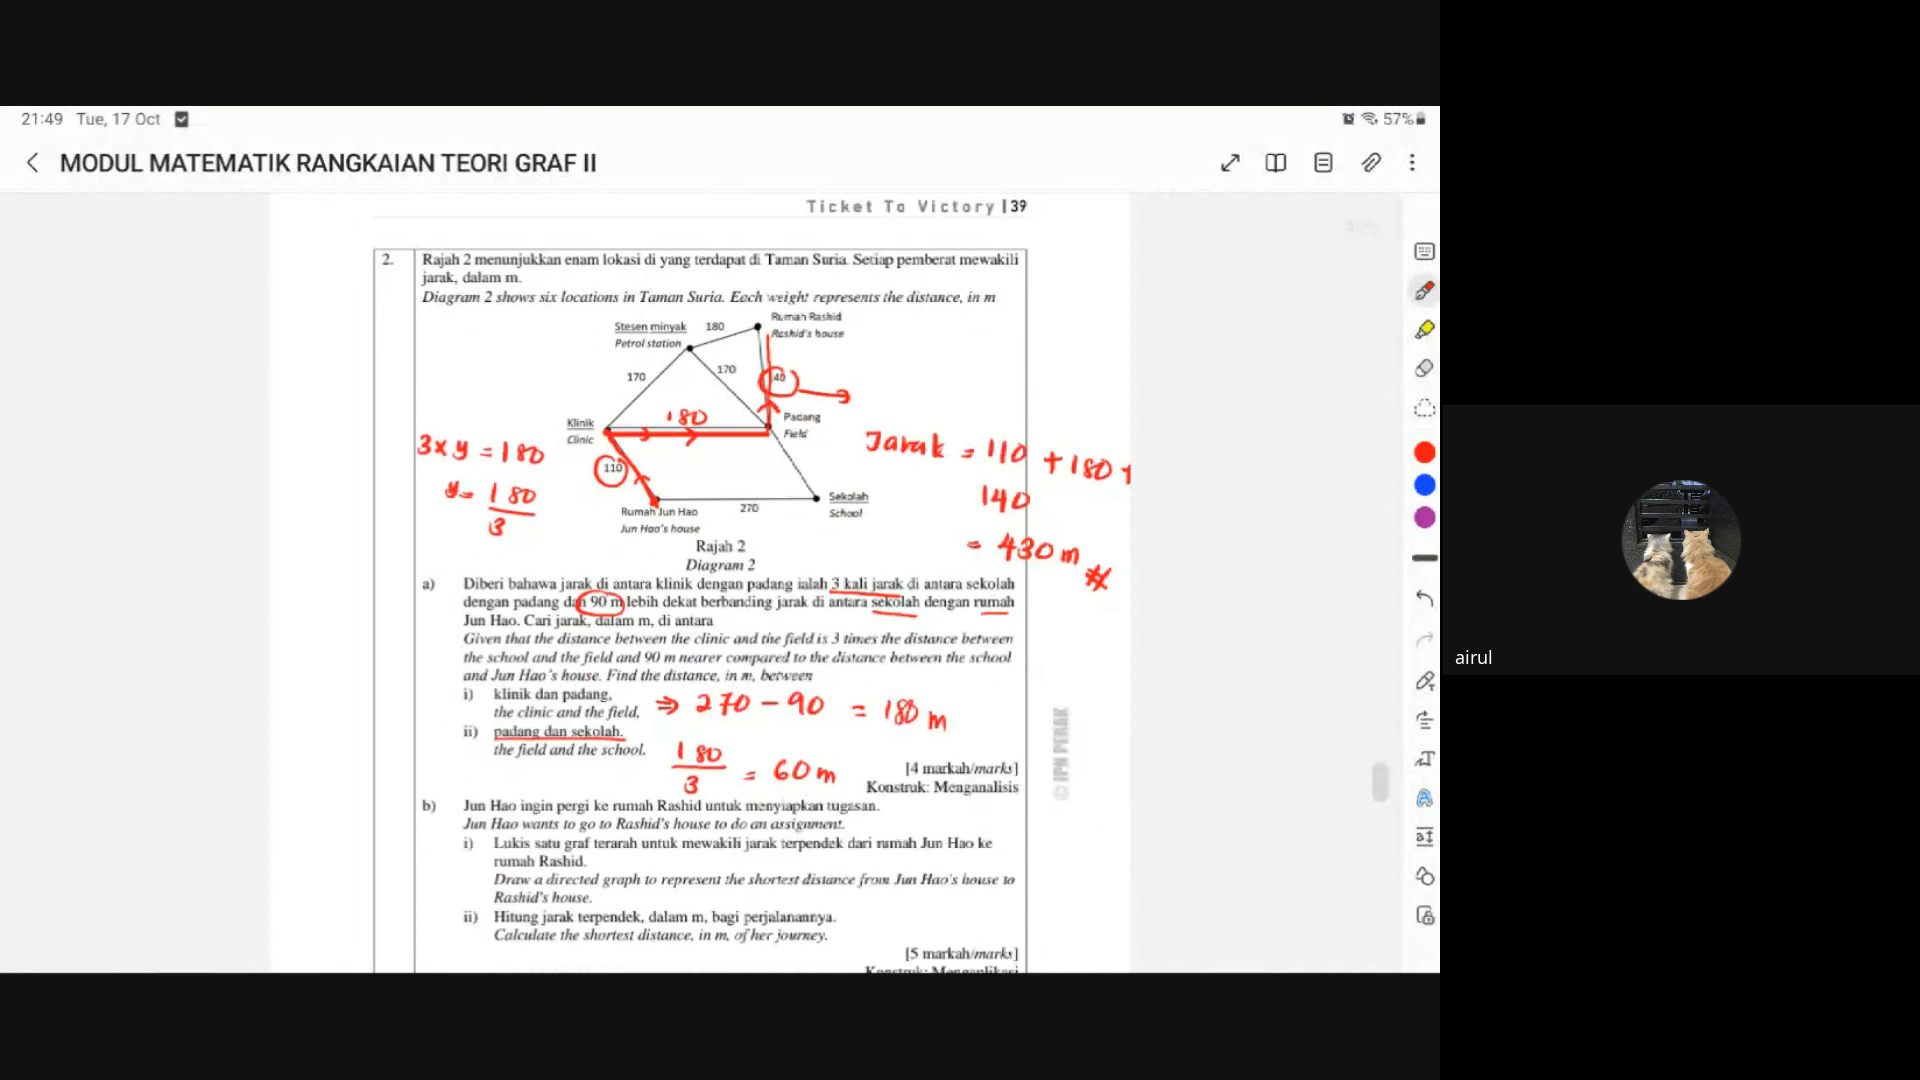 21:49 Tue, 17 Oct
57%
MODUL MATEMATIK RANGKAIAN TEORI GRAF II
Ticket To Victory | 39
2. Rajah 2 menunjukkan enam lokasi di yang terdapat di Taman Suria. Setiap pemberat mewakili
jarak, dalam m.
Diagram 2 shows six locations in Taman Suria. Each weight represents the distance, in m
Stesen minyak
Petrol station
180
Rumah Rashid
Rashid's house
170
170
40
Klinik
Clinic
180
Padang
Field
3 x y = 180
y = 180
3
110
Jarak = 110 + 180 +
140
= 430 m
Rumah Jun Hao
Jun Hao's house
270
Sekolah
School
Rajah 2
Diagram 2
a) Diberi bahawa jarak di antara klinik dengan padang ialah 3 kali jarak di antara sekolah
dengan padang dan 90 m lebih dekat berbanding jarak di antara sekolah dengan rumah
Jun Hao. Cari jarak, dalam m, di antara
Given that the distance between the clinic and the field is 3 times the distance between
the school and the field and 90 m nearer compared to the distance between the school
and Jun Hao's house. Find the distance, in m, between
i) klinik dan padang,
the clinic and the field,
⇒ 270 - 90 = 180 m
ii) padang dan sekolah.
the field and the school.
180
3
= 60 m
[4 markah/marks]
Konstruk: Menganalisis
b) Jun Hao ingin pergi ke rumah Rashid untuk menyiapkan tugasan.
Jun Hao wants to go to Rashid's house to do an assignment.
i) Lukis satu graf terarah untuk mewakili jarak terpendek dari rumah Jun Hao ke
rumah Rashid.
Draw a directed graph to represent the shortest distance from Jun Hao's house to
Rashid's house.
ii) Hitung jarak terpendek, dalam m, bagi perjalanannya.
Calculate the shortest distance, in m, of her journey.
[5 markah/marks]
Konstruk: Mengaplikasi
© JPN PERAK
airul